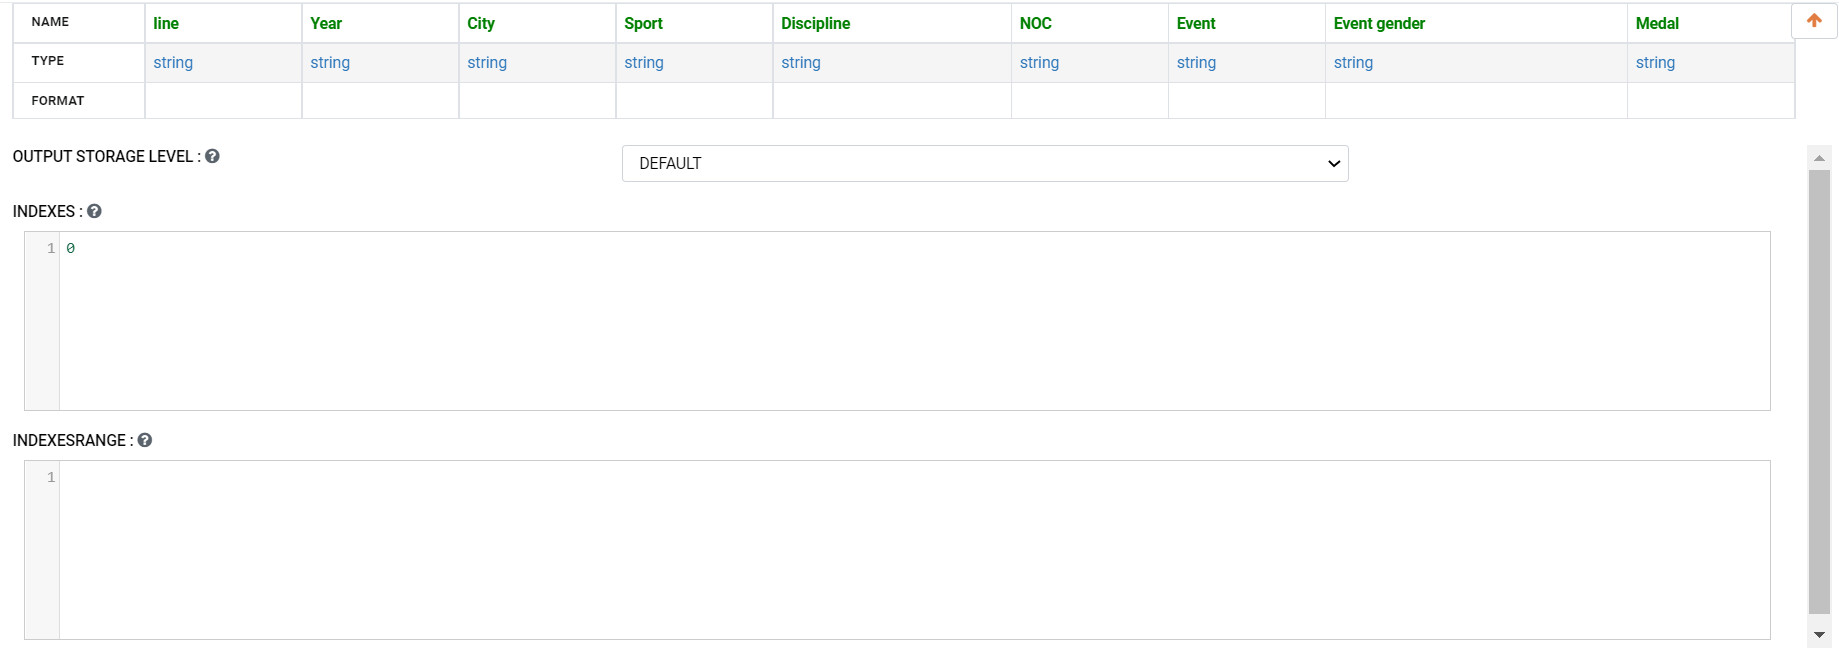 NAME line Year City Sport Discipline NOC Event Event gender Medal
TYPE string string string string string string string string string
FORMAT
OUTPUT STORAGE LEVEL : DEFAULT
INDEXES :
1 0
INDEXESRANGE :
1